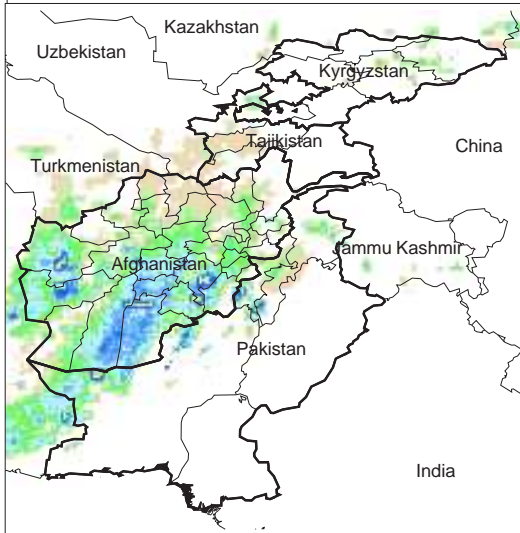 Kazakhstan
Uzbekistan
Kyrgyzstan
Tajikistan
China
Turkmenistan
Jammu Kashmir
Afghanistan
Pakistan
India